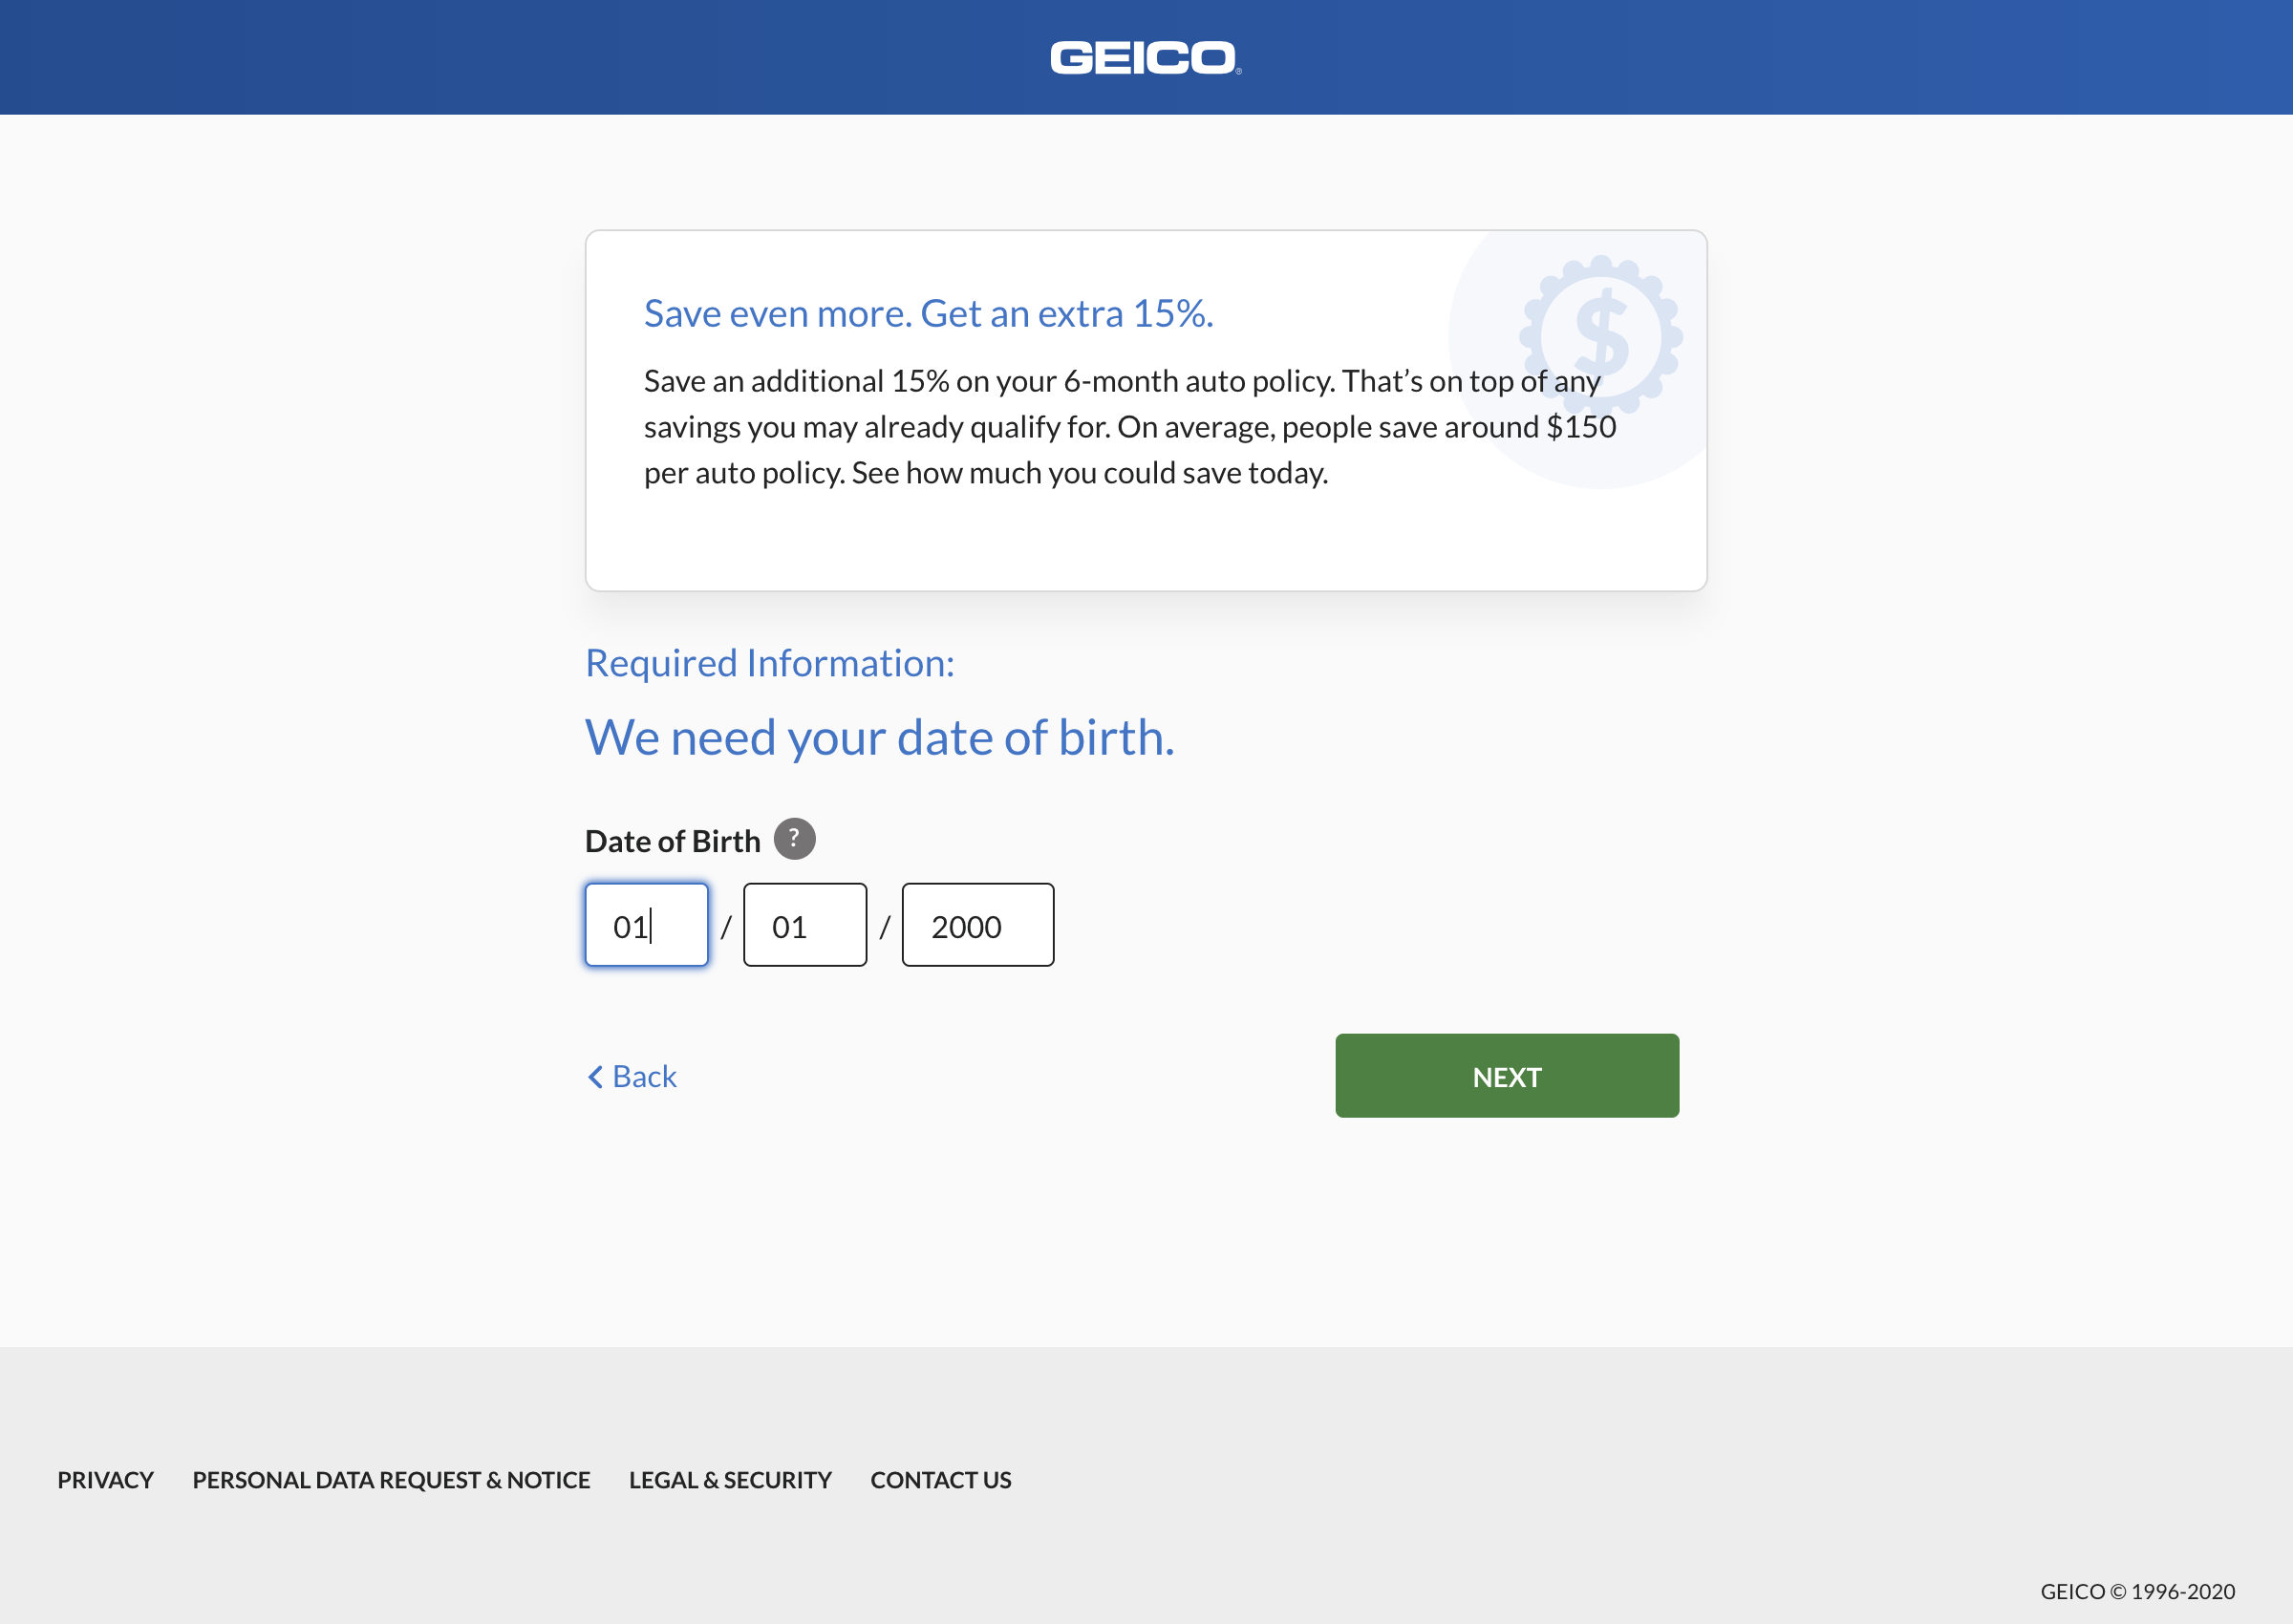 GEICO®
Save even more. Get an extra 15%.
$
Save an additional 15% on your 6-month auto policy. That’s on top of any
savings you may already qualify for. On average, people save around $150
per auto policy. See how much you could save today.
Required Information:
We need your date of birth.
Date of Birth ?
01 / 01 / 2000
Back
NEXT
PRIVACY PERSONAL DATA REQUEST & NOTICE LEGAL & SECURITY CONTACT US
GEICO © 1996-2020